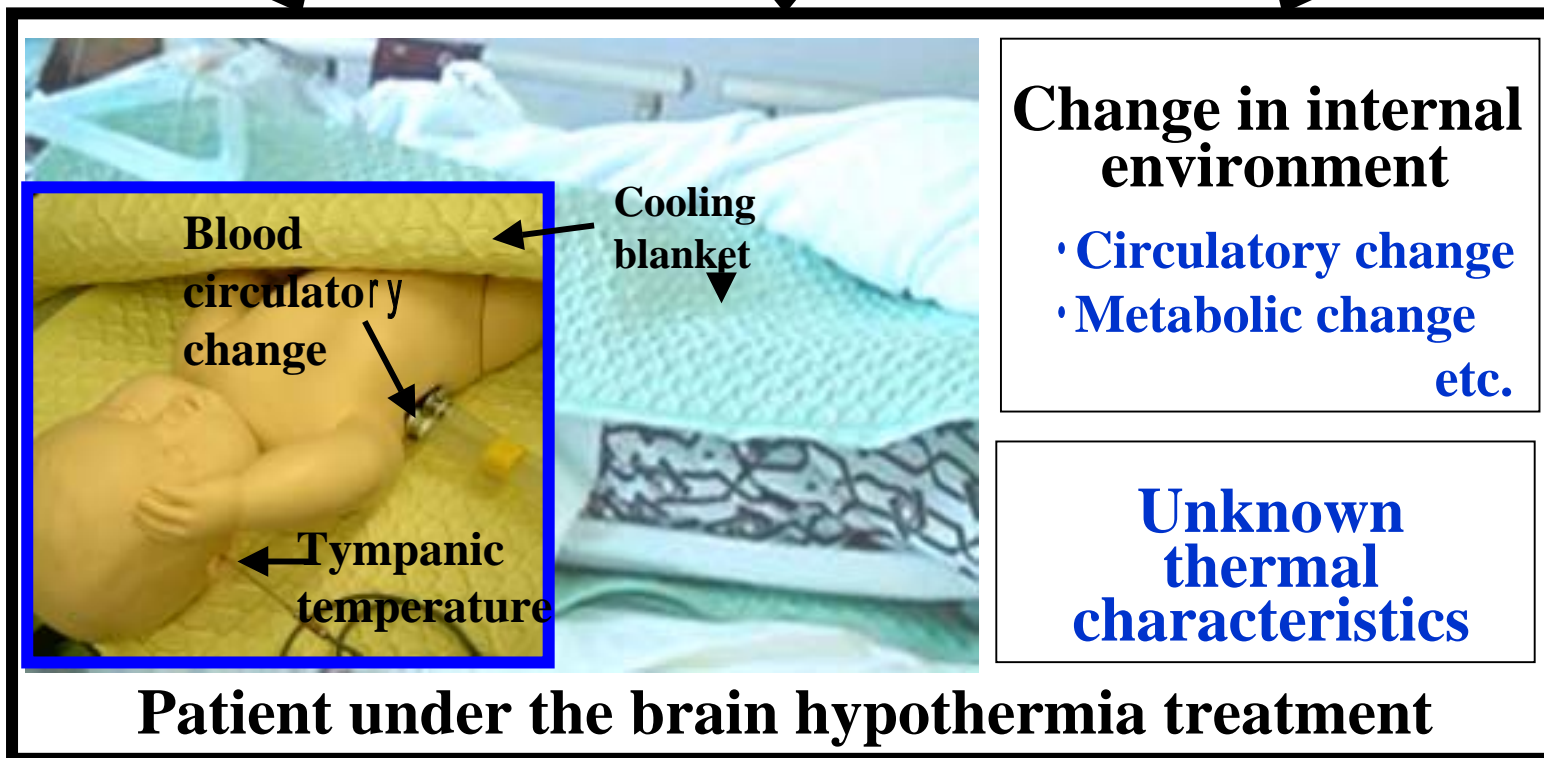 Blood
circulatory
change
Cooling
blanket
Tympanic
temperature
Change in internal
environment
・Circulatory change
・Metabolic change
etc.
Unknown
thermal
characteristics
Patient under the brain hypothermia treatment